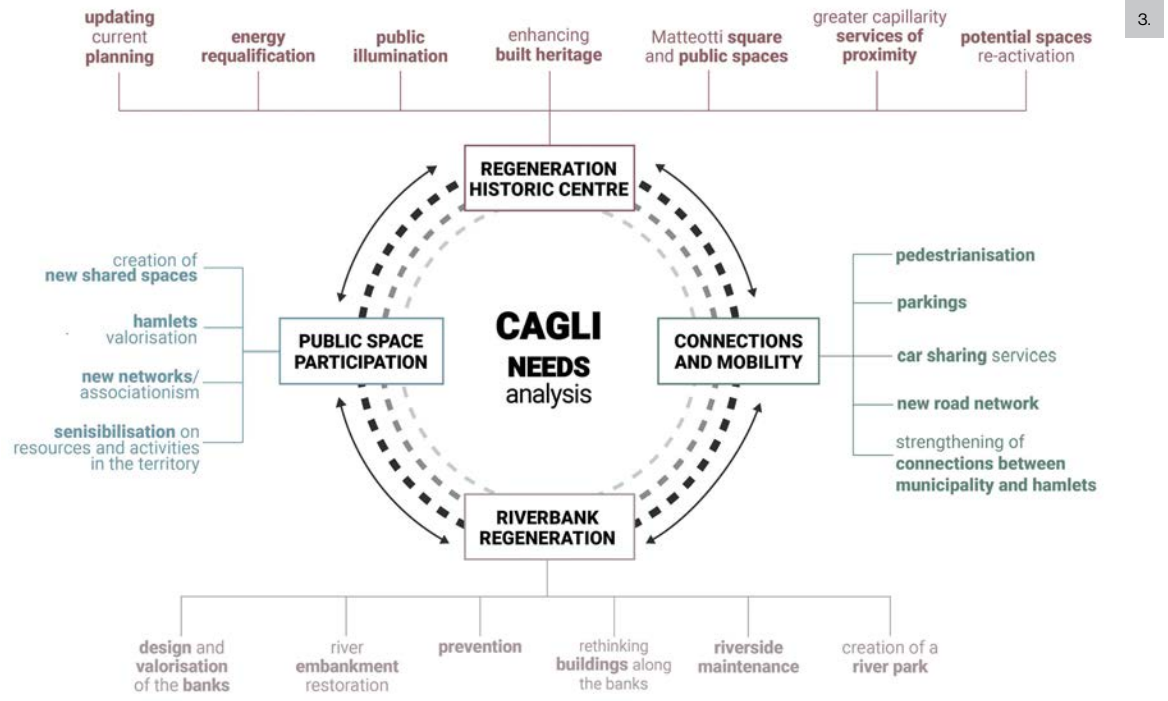 3.
updating
current
planning
energy
requalification
public
illumination
enhancing
built heritage
Matteotti square
and public spaces
greater capillarity
services of
proximity
potential spaces
re-activation
REGENERATION
HISTORIC CENTRE
creation of
new shared spaces
hamlets
valorisation
new networks/
associationism
senisibilisation on
resources and activities
in the territory
PUBLIC SPACE
PARTICIPATION
CAGLI
NEEDS
analysis
CONNECTIONS
AND MOBILITY
pedestrianisation
parkings
car sharing services
new road network
strengthening of
connections between
municipality and hamlets
RIVERBANK
REGENERATION
design and
valorisation
of the banks
river
embankment
restoration
prevention
rethinking
buildings along
the banks
riverside
maintenance
creation of a
river park